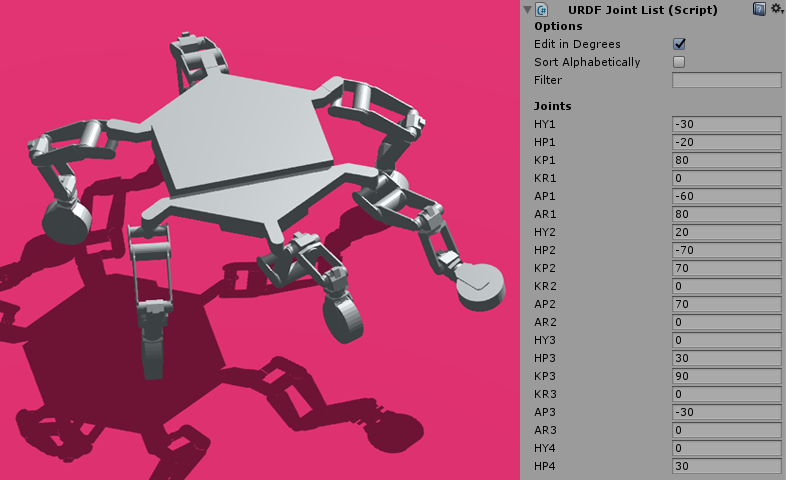 URDF Joint List (Script)
Options
Edit in Degrees
Sort Alphabetically
Filter
Joints
HY1 -30
HP1 -20
KP1 80
KR1 0
AP1 -60
AR1 80
HY2 20
HP2 -70
KP2 70
KR2 0
AP2 70
AR2 0
HY3 0
HP3 30
KP3 90
KR3 0
AP3 -30
AR3 0
HY4 0
HP4 30